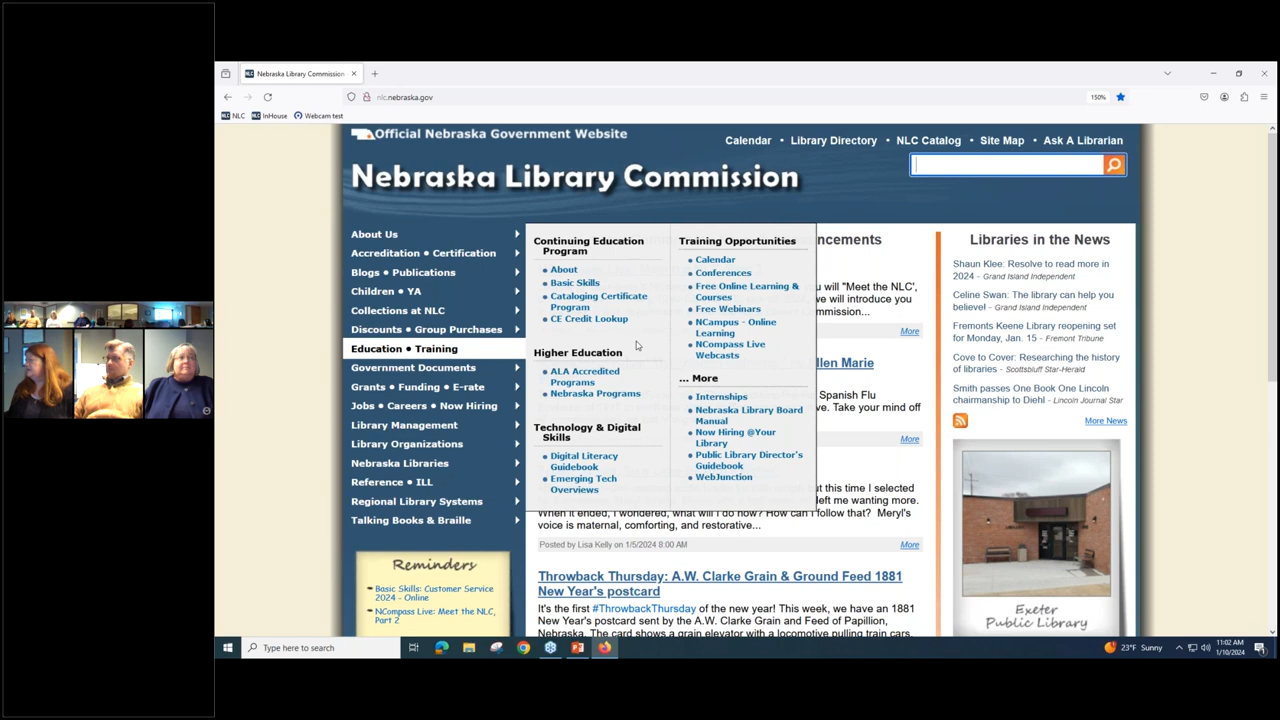 Nebraska Library Commission
nlc.nebraska.gov
150%
NLC
InHouse
Webcam test
Official Nebraska Government Website
Calendar • Library Directory • NLC Catalog • Site Map • Ask A Librarian
Nebraska Library Commission
About Us
Accreditation • Certification
Blogs • Publications
Children • YA
Collections at NLC
Discounts • Group Purchases
Education • Training
Government Documents
Grants • Funding • E-rate
Jobs • Careers • Now Hiring
Library Management
Library Organizations
Nebraska Libraries
Reference • ILL
Regional Library Systems
Talking Books & Braille
Reminders
Basic Skills: Customer Service
2024 - Online
NCompass Live: Meet the NLC,
Part 2
Continuing Education
Program
• About
• Basic Skills
• Cataloging Certificate
Program
• CE Credit Lookup
Higher Education
• ALA Accredited
Programs
• Nebraska Programs
Technology & Digital
Skills
• Digital Literacy
Guidebook
• Emerging Tech
Overviews
Training Opportunities
• Calendar
• Conferences
• Free Online Learning &
Courses
• Free Webinars
• NCampus - Online
Learning
• NCompass Live
Webcasts
... More
• Internships
• Nebraska Library Board
Manual
• Now Hiring @Your
Library
• Public Library Director's
Guidebook
• WebJunction
ncements
u will "Meet the NLC',
we will introduce you
ommission...
More
llen Marie
Spanish Flu
ve. Take your mind off
More
but this time I selected
left me wanting more.
When it ended, I wondered, what will I do now? How can I follow that? Meryl's
voice is maternal, comforting, and restorative...
Posted by Lisa Kelly on 1/5/2024 8:00 AM
More
Throwback Thursday: A.W. Clarke Grain & Ground Feed 1881
New Year's postcard
It's the first #ThrowbackThursday of the new year! This week, we have an 1881
New Year's postcard sent by the A.W. Clarke Grain and Feed of Papillion,
Nebraska. The card shows a grain elevator with a locomotive pulling train cars.
Libraries in the News
Shaun Klee: Resolve to read more in
2024 - Grand Island Independent
Celine Swan: The library can help you
believe! - Grand Island Independent
Fremonts Keene Library reopening set
for Monday, Jan. 15 - Fremont Tribune
Cove to Cover: Researching the history
of libraries - Scottsbluff Star-Herald
Smith passes One Book One Lincoln
chairmanship to Diehl - Lincoln Journal Star
More News
Exeter
Public Library
Type here to search
23°F Sunny
11:02 AM
1/10/2024